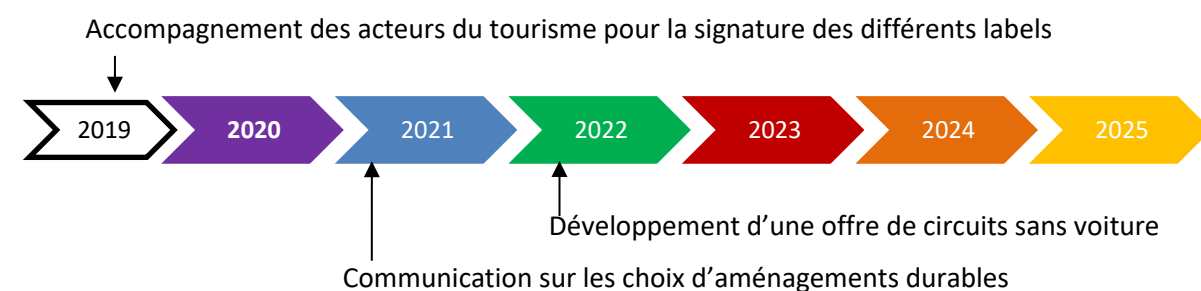 Accompagnement des acteurs du tourisme pour la signature des différents labels
2019 2020 2021 2022 2023 2024 2025
Développement d’une offre de circuits sans voiture
Communication sur les choix d’aménagements durables